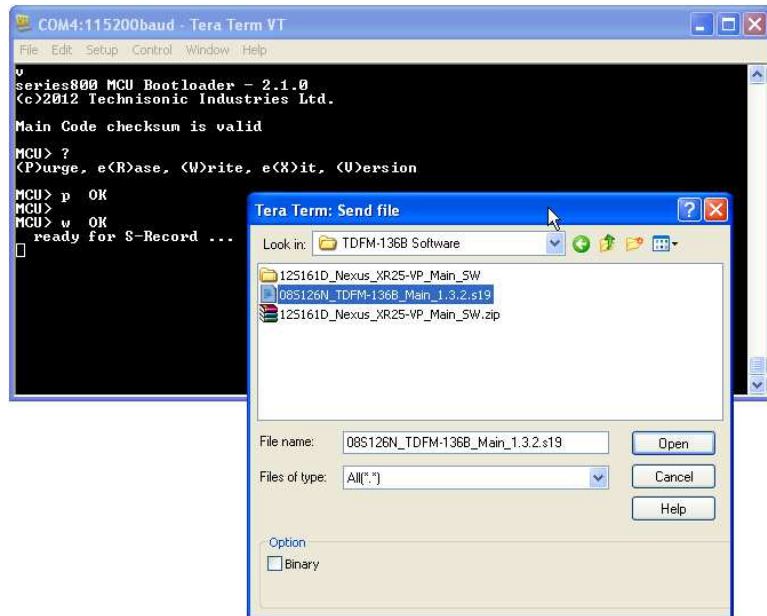 COM4:115200baud - Tera Term VT
File Edit Setup Control Window Help
v
series800 MCU Bootloader - 2.1.0
(c)2012 Technisonic Industries Ltd.
Main Code checksum is valid
MCU> ?
(P)urge, e(R)ase, (W)rite, e(X)it, (V)ersion
MCU> p OK
MCU>
MCU> w OK
ready for S-Record ...
Tera Term: Send file
Look in: TDFM-136B Software
12S161D_Nexus_XR25-VP_Main_SW
08S126N_TDFM-136B_Main_1.3.2.s19
12S161D_Nexus_XR25-VP_Main_SW.zip
File name: 08S126N_TDFM-136B_Main_1.3.2.s19 Open
Files of type: All(*.*) Cancel
Help
Option
Binary